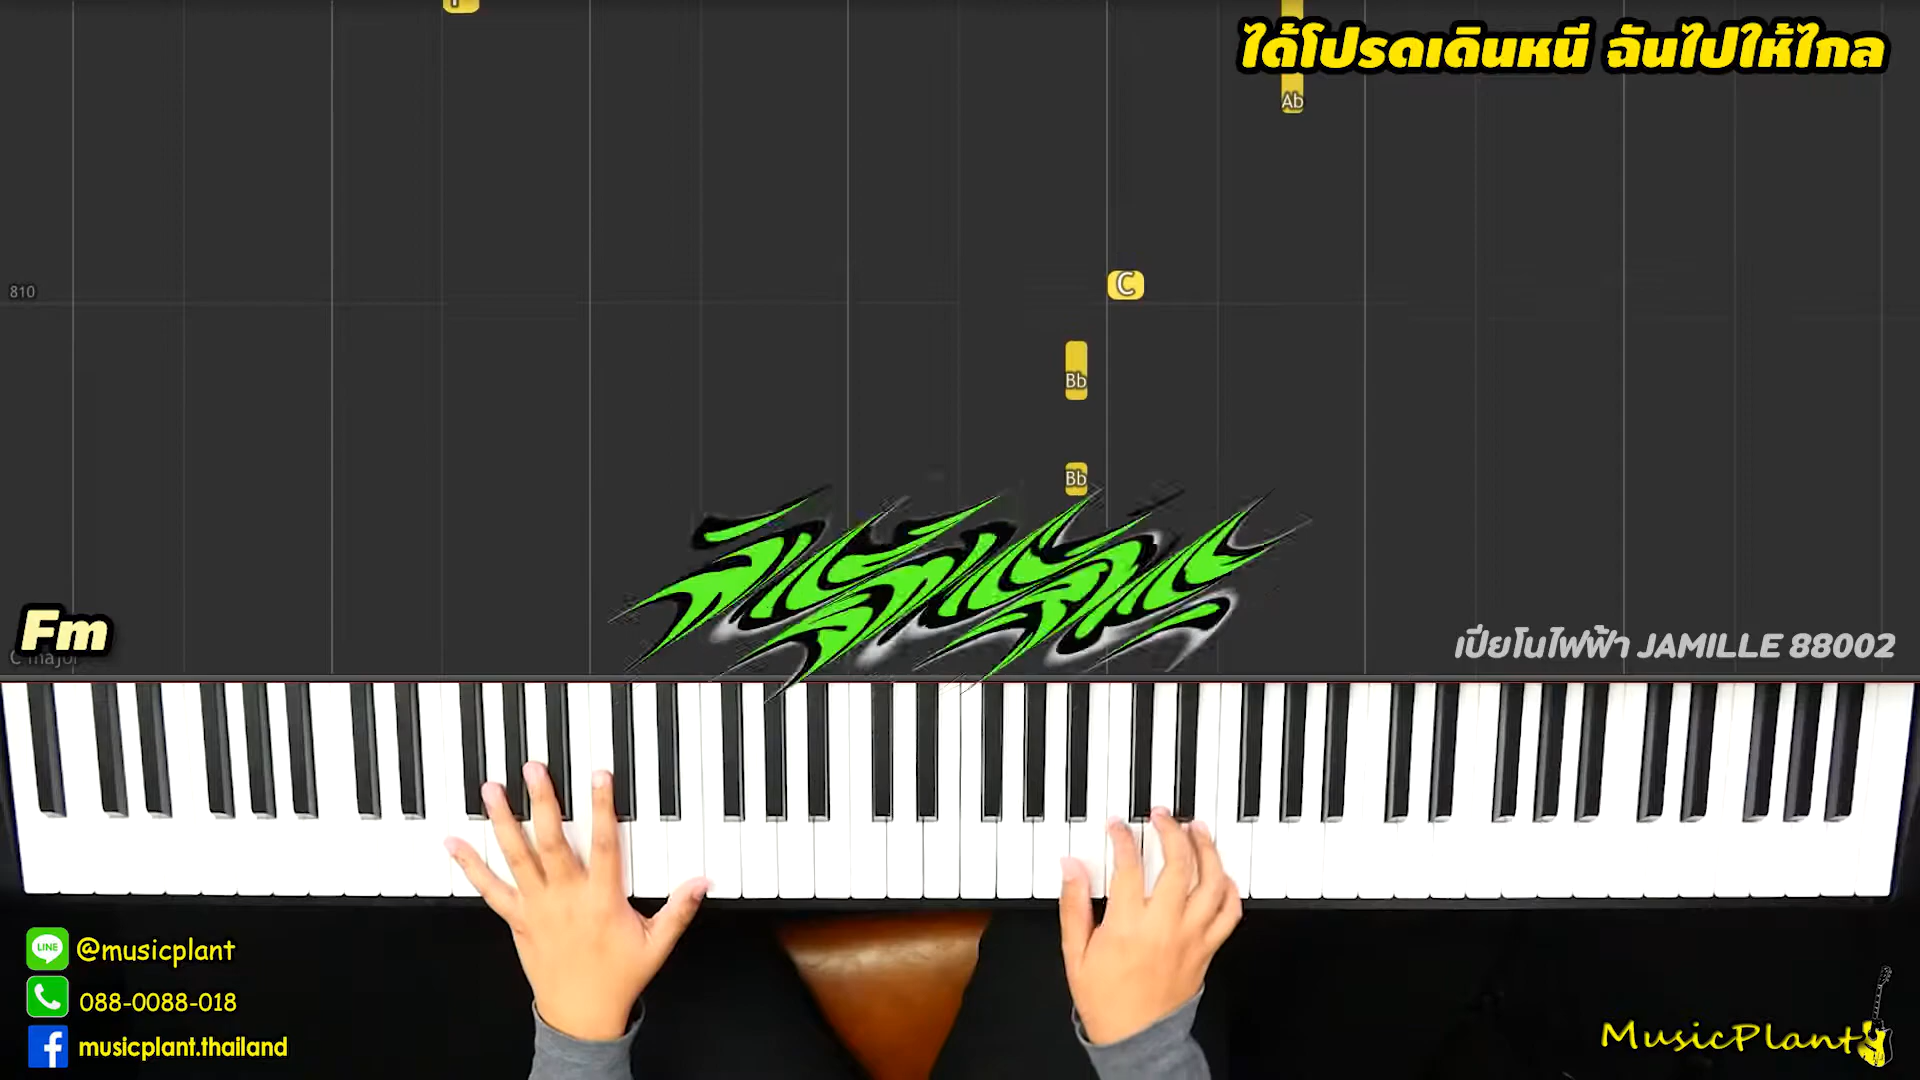 ได้โปรดเดินหนี ฉันไปให้ไกล
Ab
C
810
Bb
Bb
Fm
C major
เปียโนไฟฟ้า JAMILLE 88002
LINE @musicplant
088-0088-018
musicplant.thailand
MusicPlant